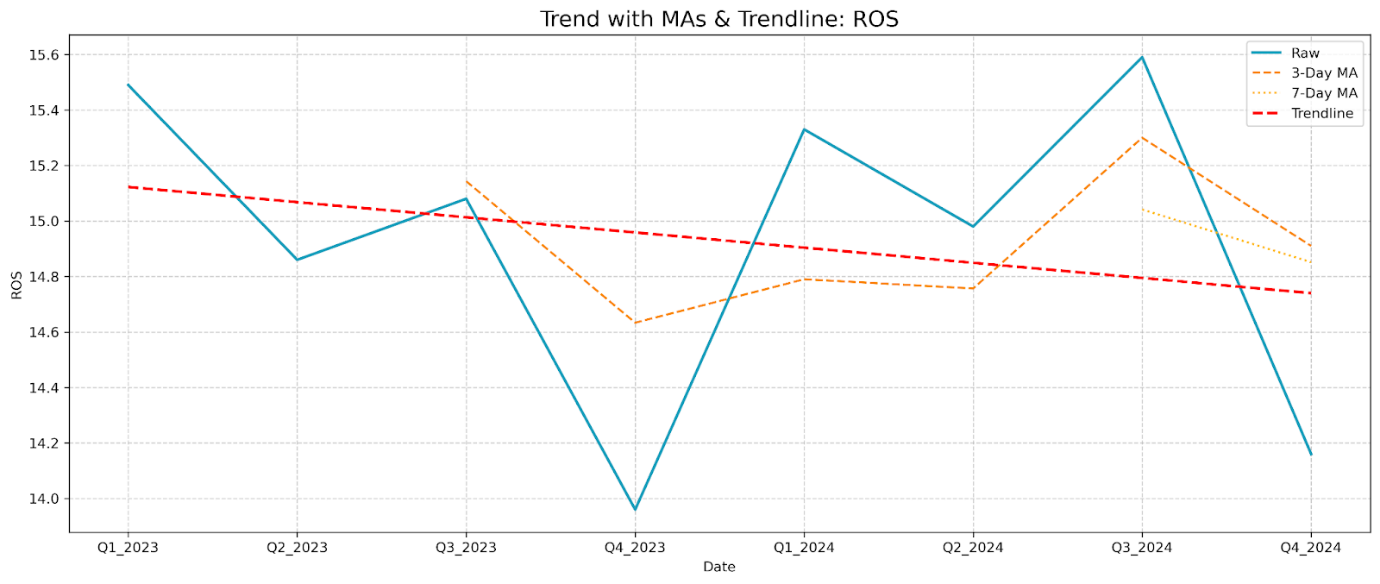 Trend with MAs & Trendline: ROS
Raw
3-Day MA
7-Day MA
Trendline
15.6
15.4
15.2
15.0
14.8
14.6
14.4
14.2
14.0
ROS
Q1_2023 Q2_2023 Q3_2023 Q4_2023 Q1_2024 Q2_2024 Q3_2024 Q4_2024
Date